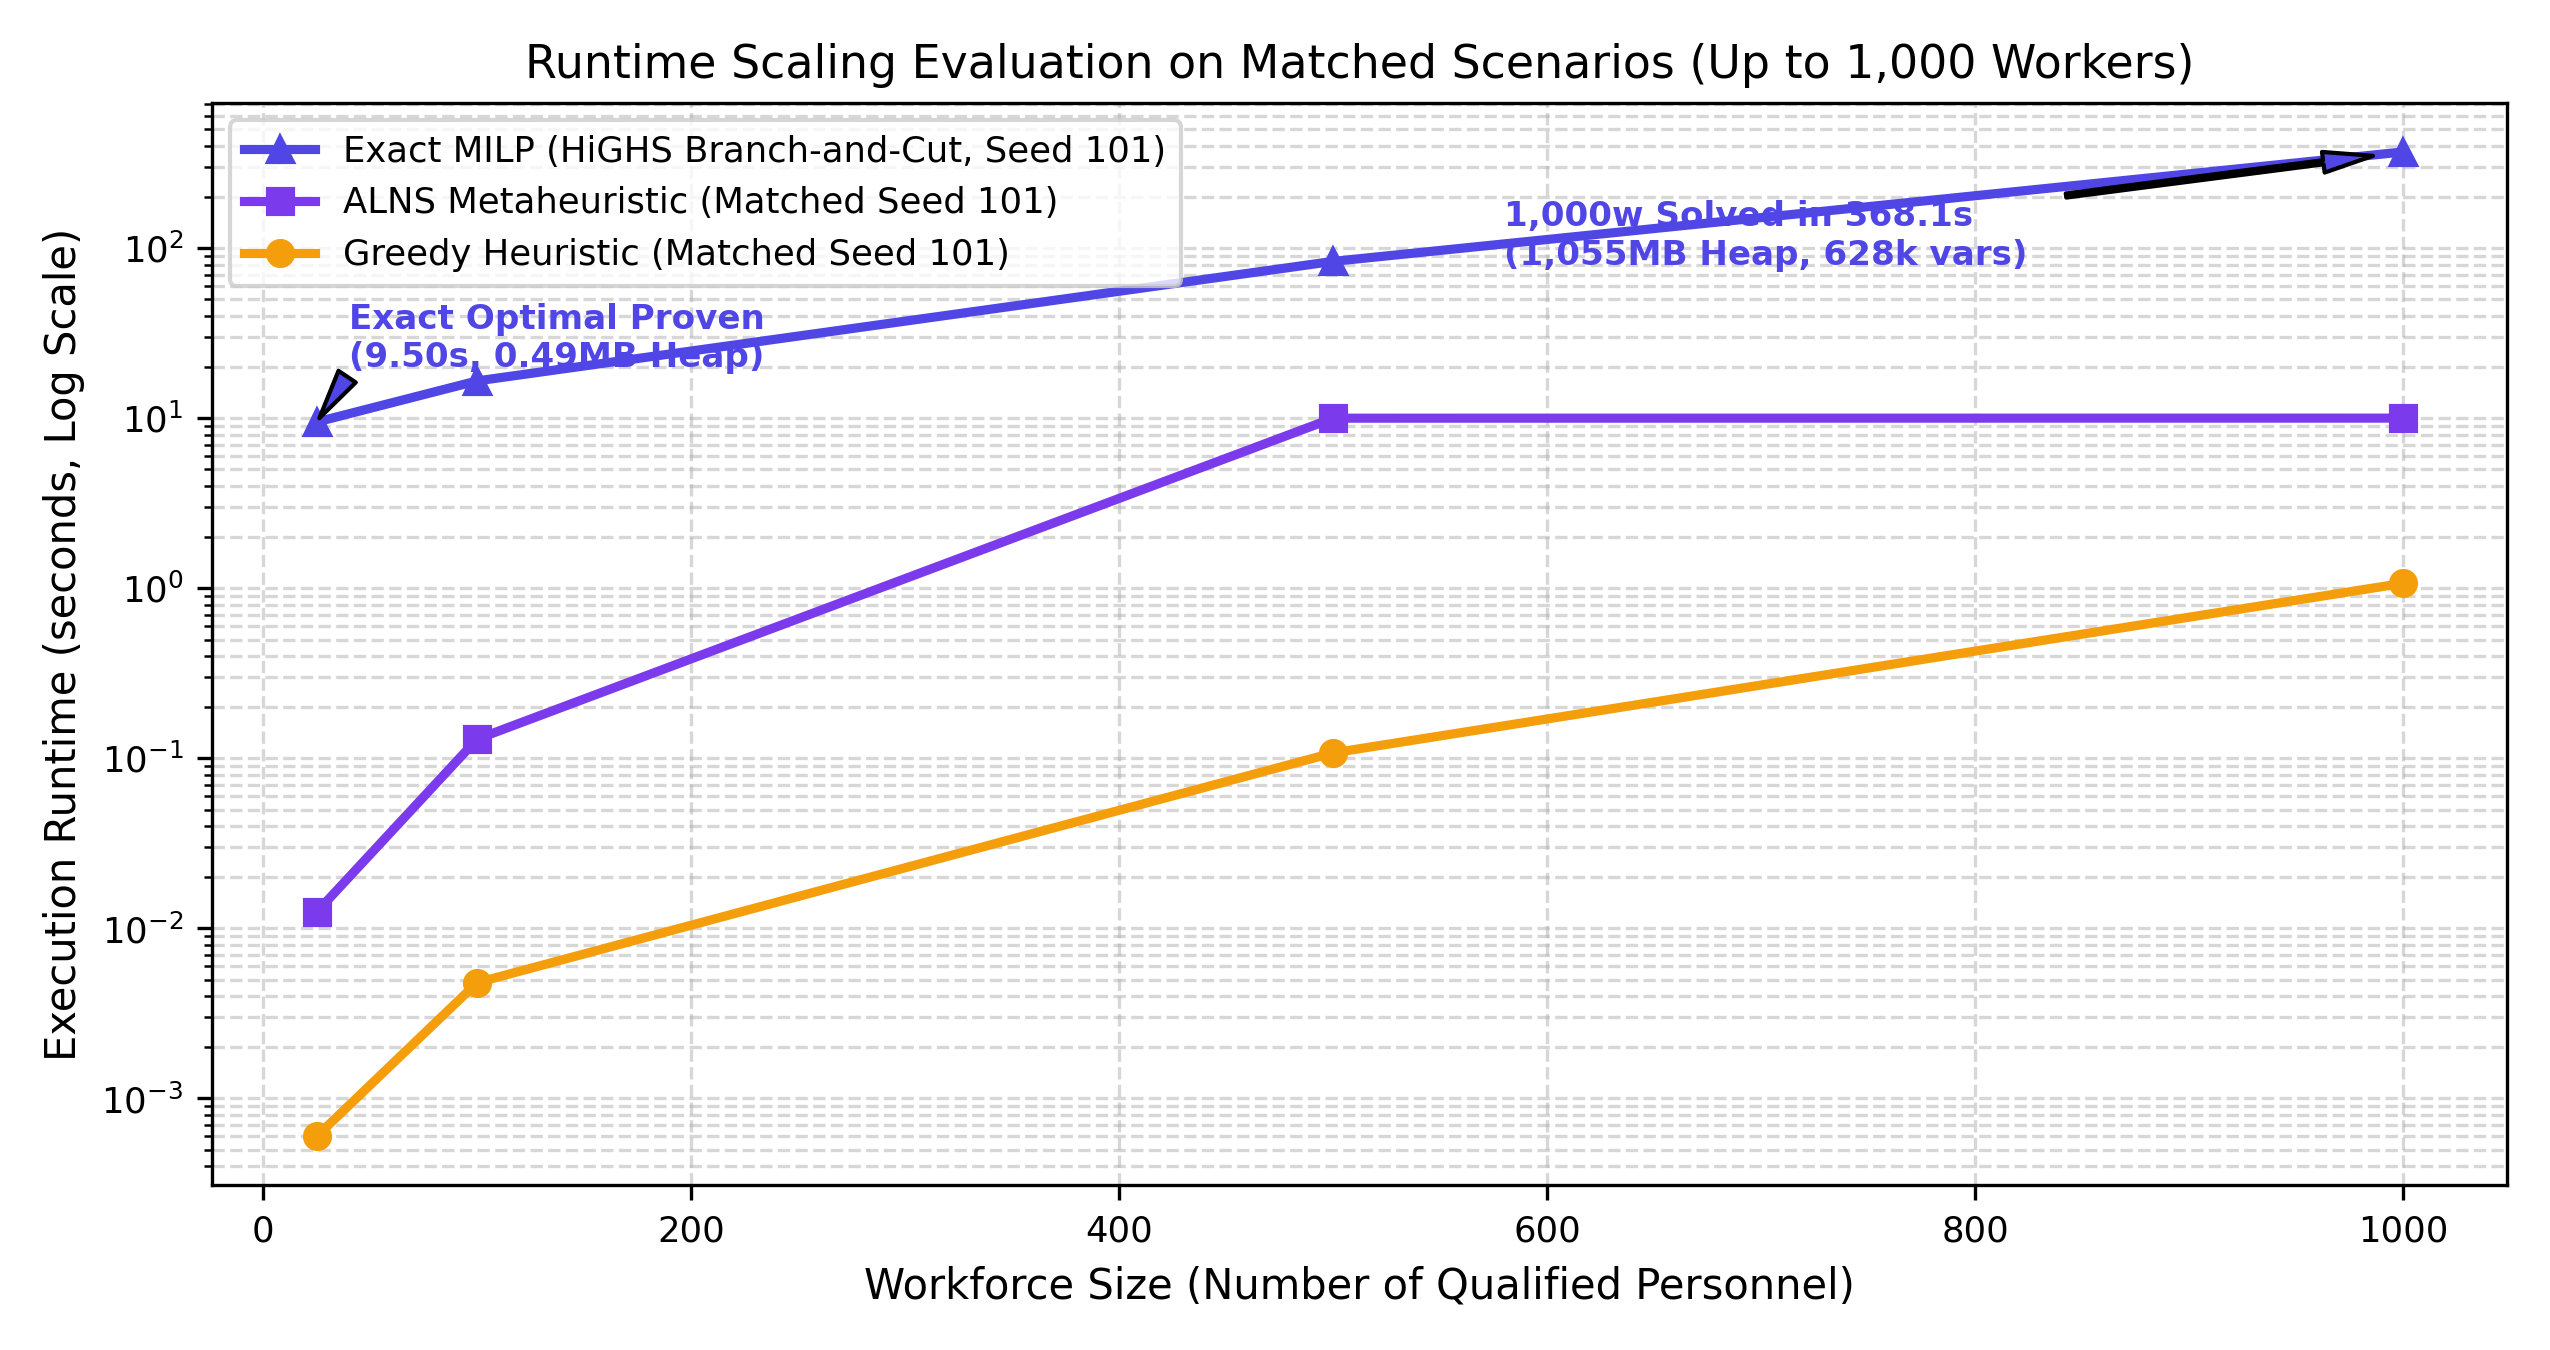 Runtime Scaling Evaluation on Matched Scenarios (Up to 1,000 Workers)
Exact MILP (HiGHS Branch-and-Cut, Seed 101)
ALNS Metaheuristic (Matched Seed 101)
Greedy Heuristic (Matched Seed 101)
1,000w Solved in 368.1s
(1,055MB Heap, 628k vars)
Exact Optimal Proven
(9.50s, 0.49MB Heap)
Execution Runtime (seconds, Log Scale)
10²
10¹
10⁰
10⁻¹
10⁻²
10⁻³
0 200 400 600 800 1000
Workforce Size (Number of Qualified Personnel)